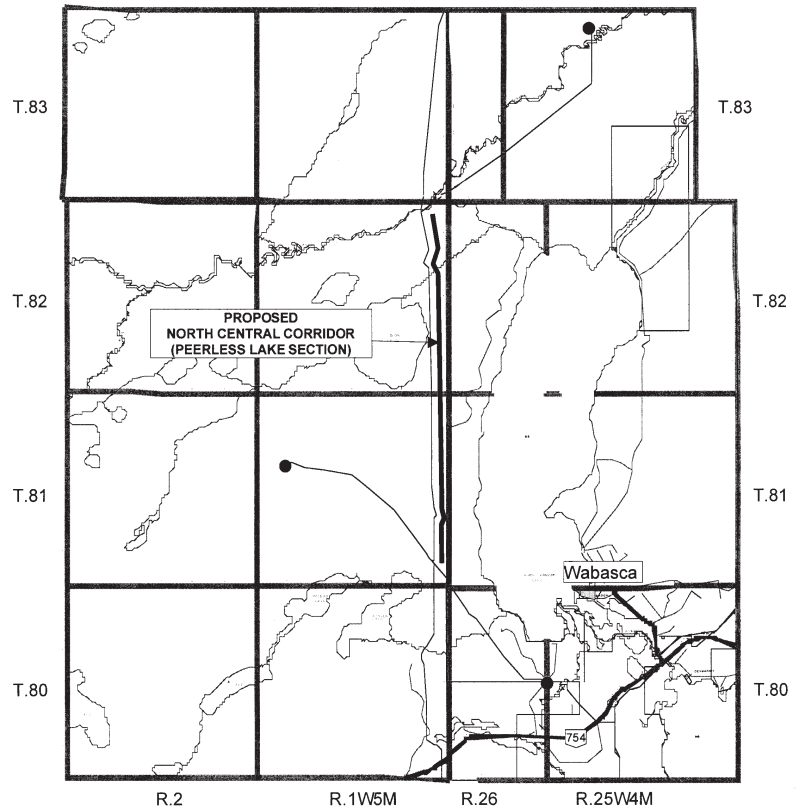 T.83
T.83
T.82
T.82
PROPOSED
NORTH CENTRAL CORRIDOR
(PEERLESS LAKE SECTION)
T.81
T.81
Wabasca
T.80
T.80
754
R.2
R.1W5M
R.26
R.25W4M